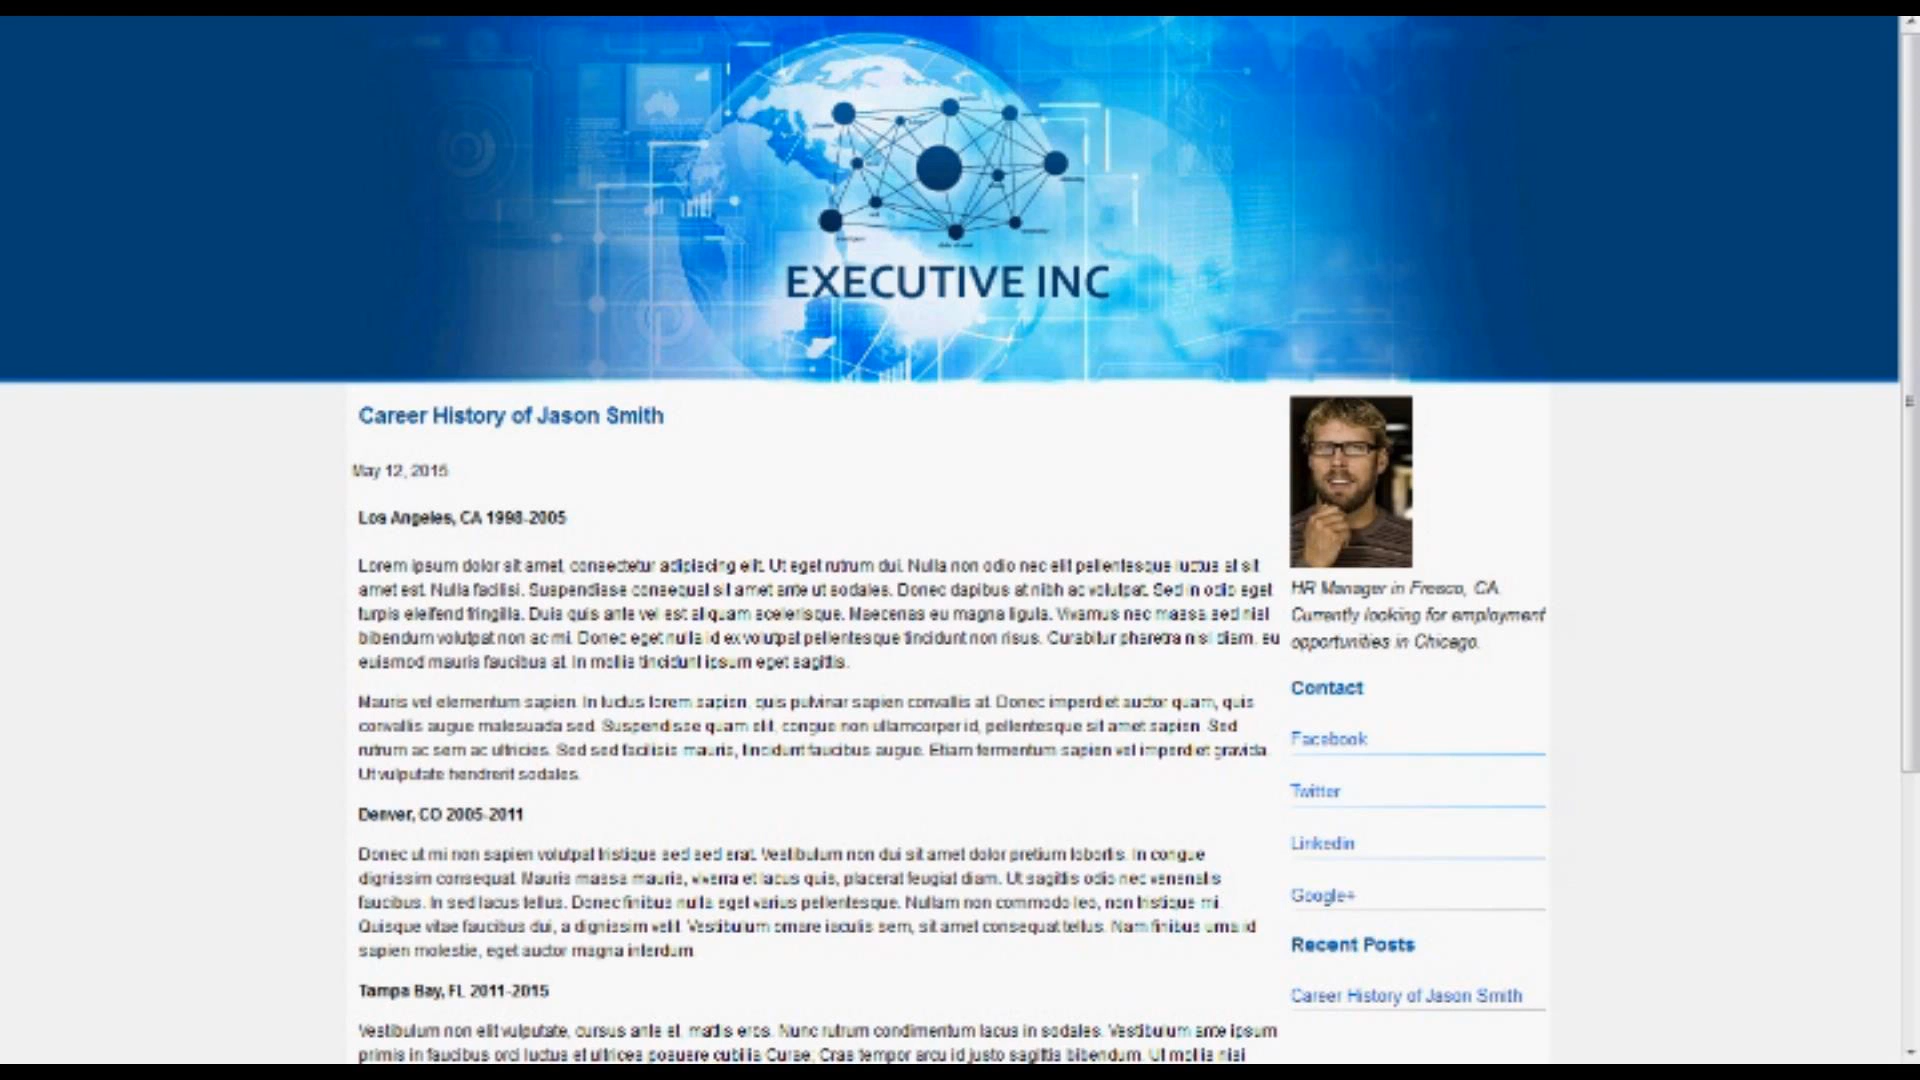 EXECUTIVE INC
Career History of Jason Smith
May 12, 2015
Los Angeles, CA 1998-2005
Lorem ipsum dolor sit amet, consectetur adipiscing elit. Ut eget rutrum dui. Nulla non odio nec elit pellentesque luctus at sit
amet est. Nulla facilisi. Suspendisse consequat sit amet ante ut sodales. Donec dapibus at nibh ac volutpat. Sed in odio eget
turpis eleifend fringilla. Duis quis ante vel est aliquam scelerisque. Maecenas eu magna ligula. Vivamus nec massa sed nisl
bibendum volutpat non ac mi. Donec eget nulla id ex volutpat pellentesque tincidunt non risus. Curabitur pharetra nisl diam, eu
euismod mauris faucibus at. In mollis tincidunt ipsum eget sagittis.
Mauris vel elementum sapien. In luctus lorem sapien, quis pulvinar sapien convallis at. Donec imperdiet auctor quam, quis
convallis augue malesuada sed. Suspendisse quam elit, congue non ullamcorper id, pellentesque sit amet sapien. Sed
rutrum ac sem ac ultricies. Sed sed facilisis mauris, tincidunt faucibus augue. Etiam fermentum sapien vel imperdiet gravida.
Ut vulputate hendrerit sodales.
Denver, CO 2005-2011
Donec ut mi non sapien volutpat tristique sed sed erat. Vestibulum non dui sit amet dolor pretium lobortis. In congue
dignissim consequat. Mauris massa mauris, viverra et lacus quis, placerat feugiat diam. Ut sagittis odio nec venenatis
faucibus. In sed lacus tellus. Donec finibus nulla eget varius pellentesque. Nullam non commodo leo, non tristique mi.
Quisque vitae faucibus dui, a dignissim velit. Vestibulum ornare iaculis sem, sit amet consequat tellus. Nam finibus urna id
sapien molestie, eget auctor magna interdum.
Tampa Bay, FL 2011-2015
Vestibulum non elit vulputate, cursus ante et, mattis eros. Nunc rutrum condimentum lacus in sodales. Vestibulum ante ipsum
primis in faucibus orci luctus et ultrices posuere cubilia Curae; Cras tempor arcu id justo sagittis bibendum. Ut mollis nisi
HR Manager in Fresco, CA.
Currently looking for employment
opportunities in Chicago.
Contact
Facebook
Twitter
Linkedin
Google+
Recent Posts
Career History of Jason Smith